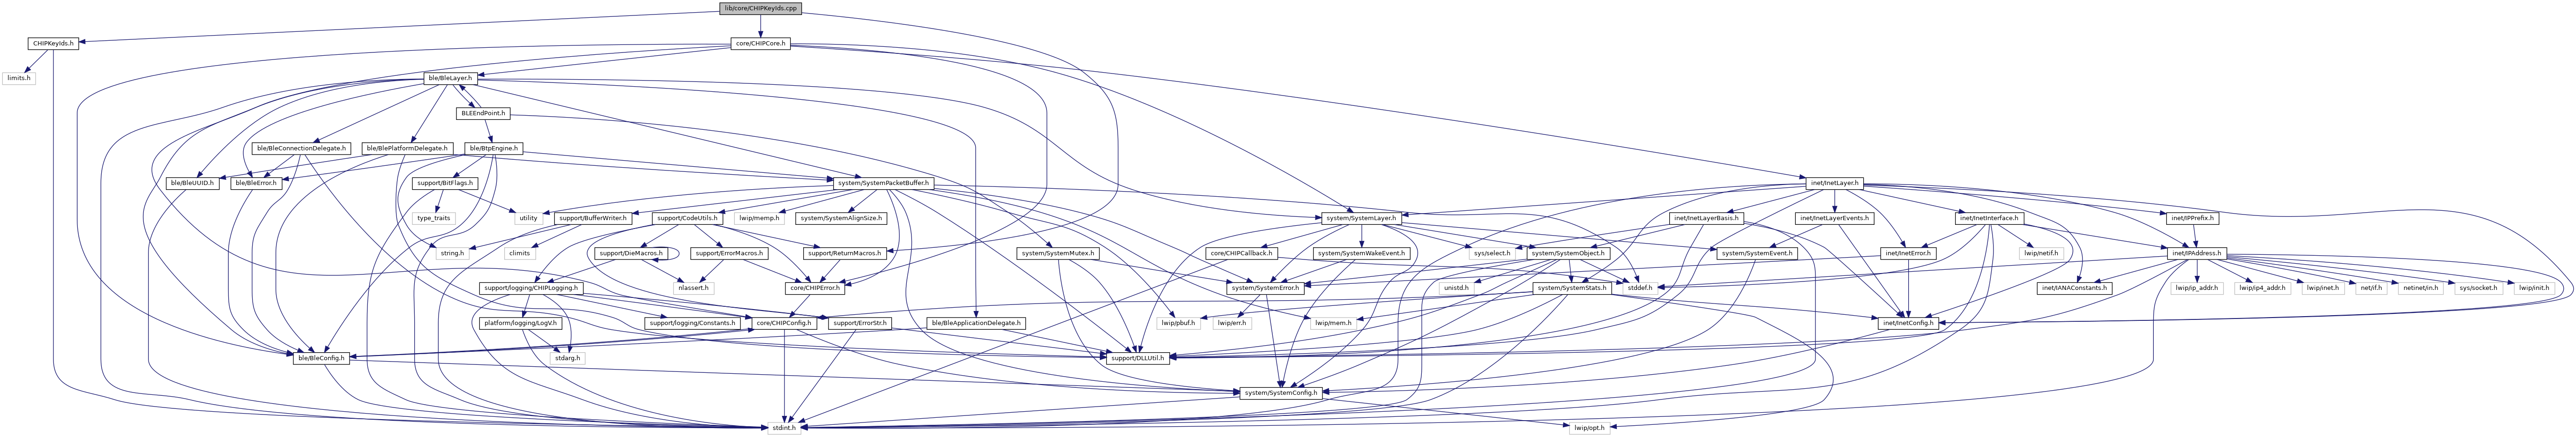 lib/core/CHIPKeyIds.cpp
CHIPKeyIds.h
core/CHIPCore.h
limits.h
ble/BleLayer.h
BLEEndPoint.h
ble/BleConnectionDelegate.h
ble/BlePlatformDelegate.h
ble/BtpEngine.h
ble/BleUUID.h
ble/BleError.h
support/BitFlags.h
system/SystemPacketBuffer.h
inet/InetLayer.h
type_traits
utility
support/BufferWriter.h
support/CodeUtils.h
lwip/memp.h
system/SystemAlignSize.h
system/SystemLayer.h
inet/InetLayerBasis.h
inet/InetLayerEvents.h
inet/InetInterface.h
inet/IPPrefix.h
string.h
climits
support/DieMacros.h
support/ErrorMacros.h
support/ReturnMacros.h
system/SystemMutex.h
core/CHIPCallback.h
system/SystemWakeEvent.h
sys/select.h
system/SystemObject.h
system/SystemEvent.h
inet/InetError.h
lwip/netif.h
inet/IPAddress.h
support/logging/CHIPLogging.h
nlassert.h
core/CHIPError.h
system/SystemError.h
unistd.h
system/SystemStats.h
stddef.h
inet/IANAConstants.h
lwip/ip_addr.h
lwip/ip4_addr.h
lwip/inet.h
net/if.h
netinet/in.h
sys/socket.h
lwip/init.h
platform/logging/LogV.h
support/logging/Constants.h
core/CHIPConfig.h
support/ErrorStr.h
ble/BleApplicationDelegate.h
lwip/pbuf.h
lwip/err.h
lwip/mem.h
inet/InetConfig.h
ble/BleConfig.h
stdarg.h
support/DLLUtil.h
system/SystemConfig.h
stdint.h
lwip/opt.h